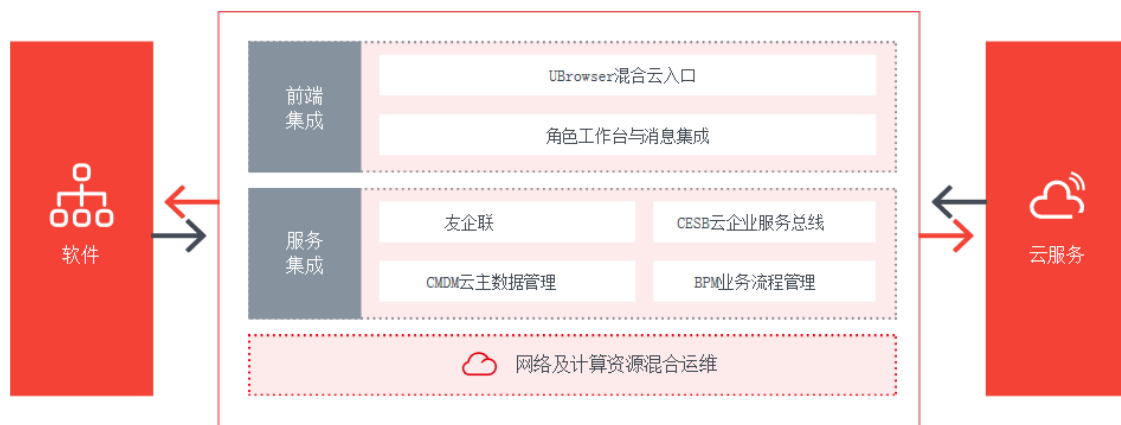 软件
前端
集成
UBrowser混合云入口
角色工作台与消息集成
服务
集成
友企联
CESB云企业服务总线
CMDM云主数据管理
BPM业务流程管理
网络及计算资源混合运维
云服务